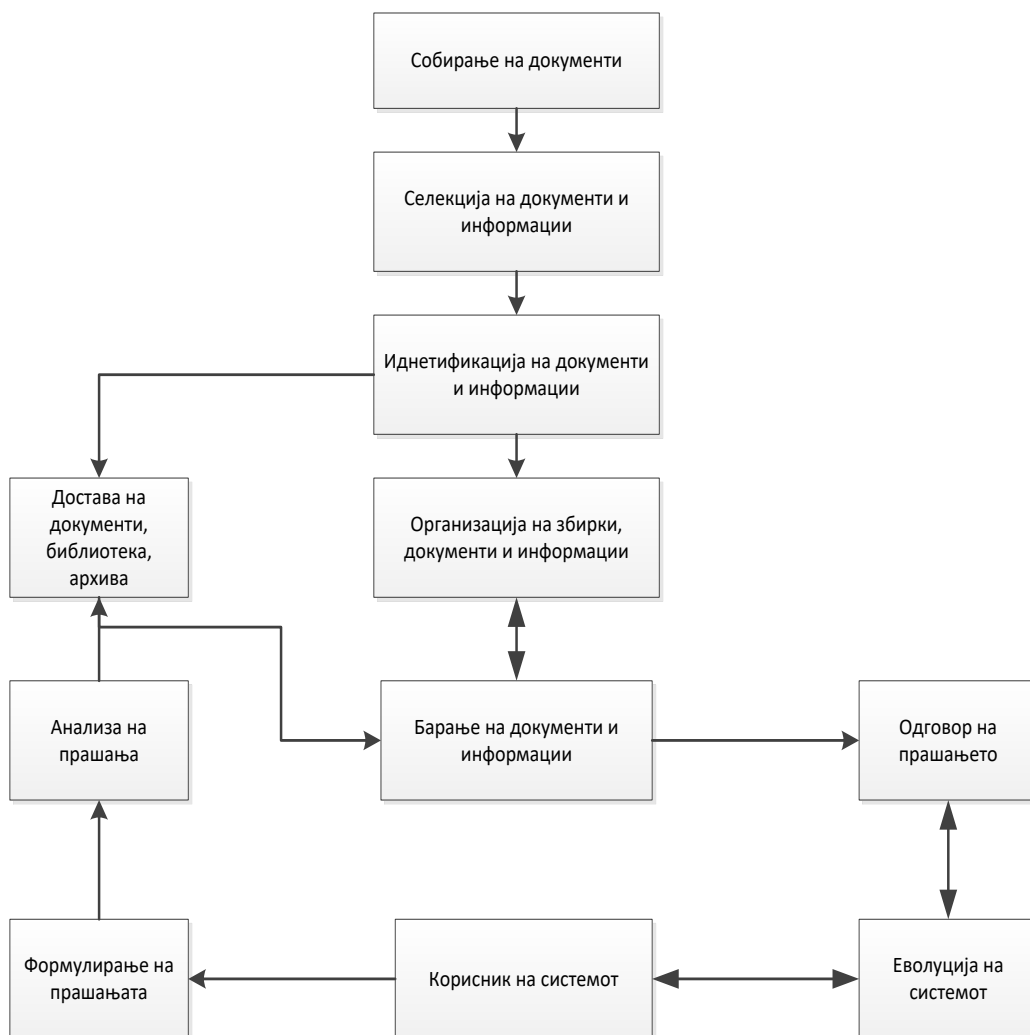 Собирање на документи
Селекција на документи и
информации
Иднетификација на документи
и информации
Достава на
документи,
библиотека,
архива
Организација на збирки,
документи и информации
Анализа на
прашања
Барање на документи и
информации
Одговор на
прашањето
Формулирање на
прашањата
Корисник на системот
Еволуција на
системот